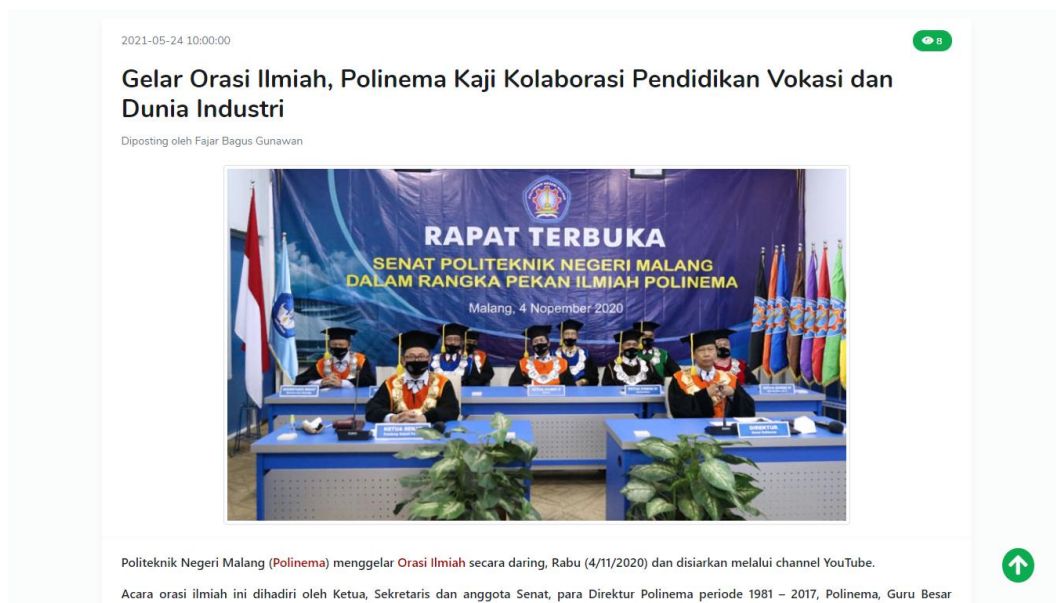 2021-05-24 10:00:00
8
Gelar Orasi Ilmiah, Polinema Kaji Kolaborasi Pendidikan Vokasi dan
Dunia Industri
Diposting oleh Fajar Bagus Gunawan
RAPAT TERBUKA
SENAT POLITEKNIK NEGERI MALANG
DALAM RANGKA PEKAN ILMIAH POLINEMA
Malang, 4 Nopember 2020
KETUA
DIREKTUR
Politeknik Negeri Malang (Polinema) menggelar Orasi Ilmiah secara daring, Rabu (4/11/2020) dan disiarkan melalui channel YouTube.
Acara orasi ilmiah ini dihadiri oleh Ketua, Sekretaris dan anggota Senat, para Direktur Polinema periode 1981 – 2017, Polinema, Guru Besar